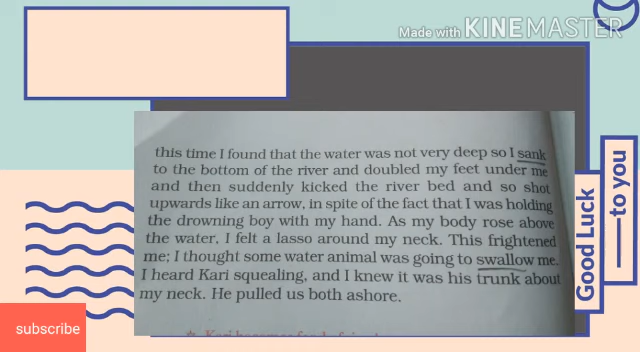 Made with KINEMASTER
this time I found that the water was not very deep so I sank
to the bottom of the river and doubled my feet under me
and then suddenly kicked the river bed and so shot
upwards like an arrow, in spite of the fact that I was holding
the drowning boy with my hand. As my body rose above
the water, I felt a lasso around my neck. This frightened
me; I thought some water animal was going to swallow me.
I heard Kari squealing, and I knew it was his trunk about
my neck. He pulled us both ashore.
Good Luck
to you
subscribe